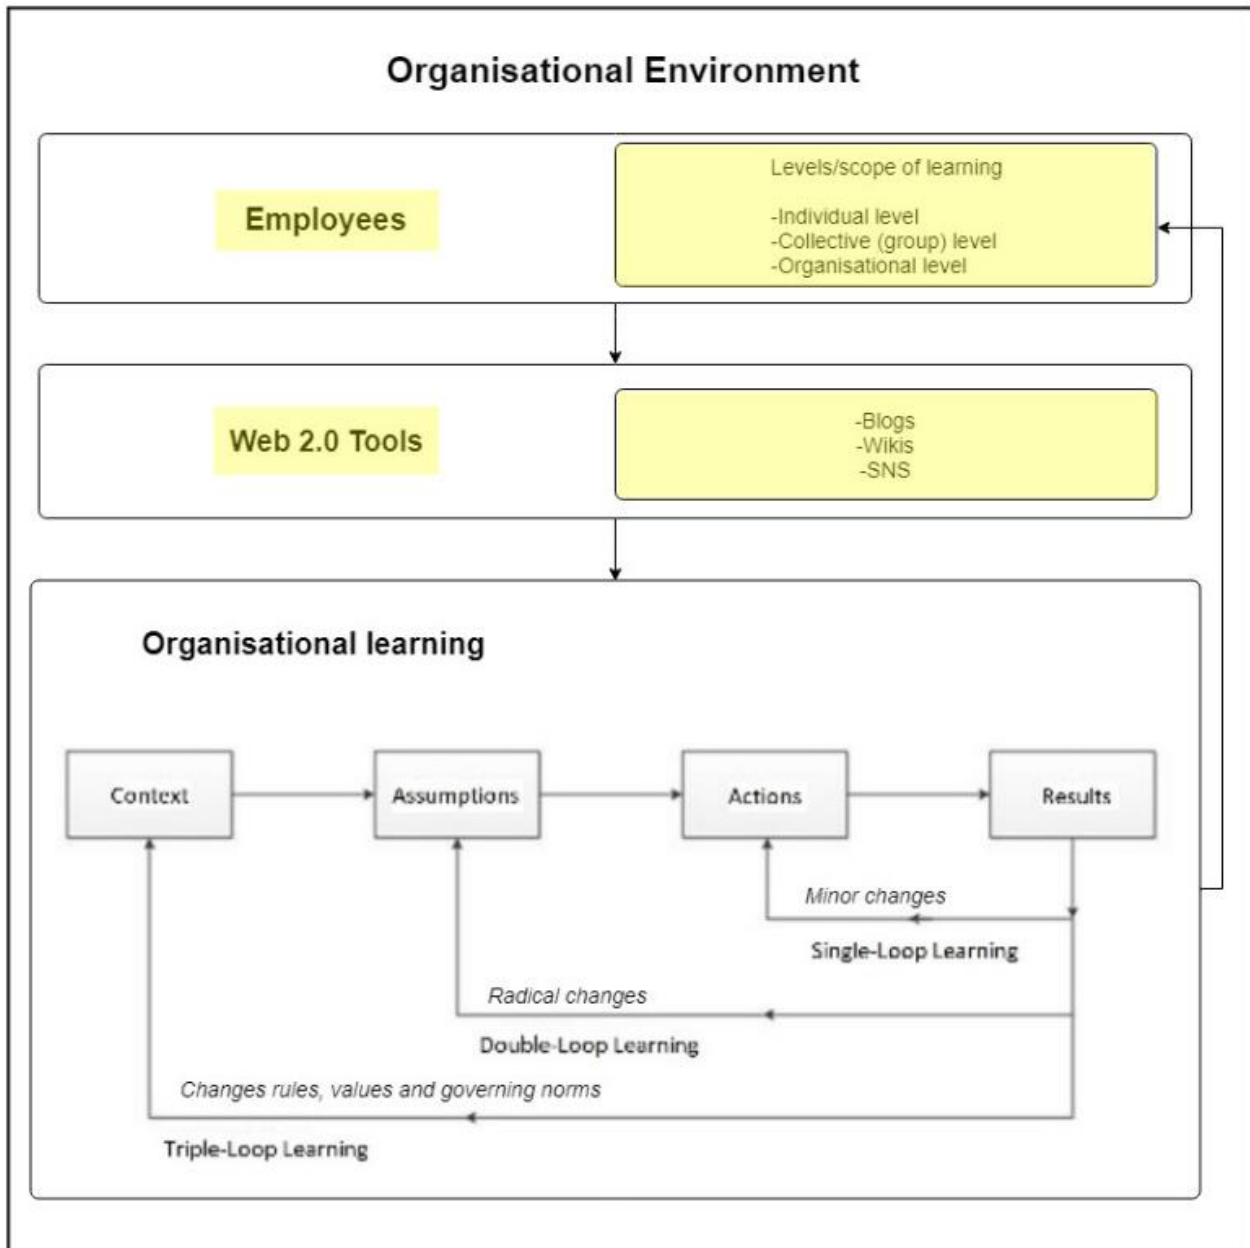 Organisational Environment
Employees
Levels/scope of learning
-Individual level
-Collective (group) level
-Organisational level
Web 2.0 Tools
-Blogs
-Wikis
-SNS
Organisational learning
Context
Assumptions
Actions
Results
Minor changes
Single-Loop Learning
Radical changes
Double-Loop Learning
Changes rules, values and governing norms
Triple-Loop Learning